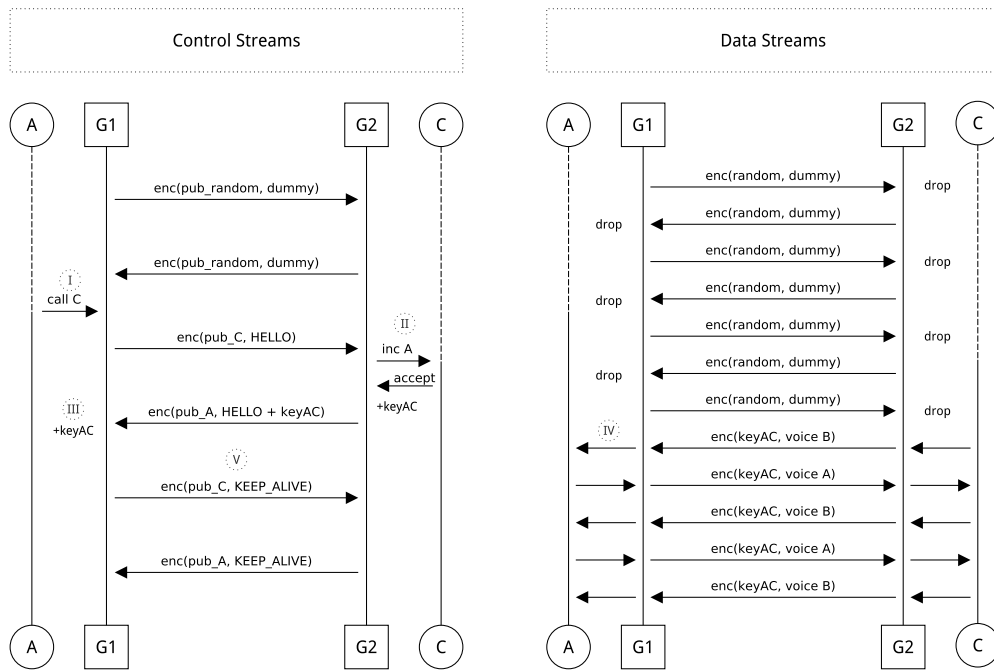 Control Streams
A
G1
G2
C
enc(pub_random, dummy)
enc(pub_random, dummy)
I
call C
enc(pub_C, HELLO)
II
inc A
accept
+keyAC
III
+keyAC
enc(pub_A, HELLO + keyAC)
V
enc(pub_C, KEEP_ALIVE)
enc(pub_A, KEEP_ALIVE)
A
G1
G2
C
Data Streams
A
G1
G2
C
enc(random, dummy)
drop
enc(random, dummy)
drop
enc(random, dummy)
drop
enc(random, dummy)
drop
enc(random, dummy)
drop
enc(random, dummy)
drop
enc(random, dummy)
drop
IV
enc(keyAC, voice B)
enc(keyAC, voice A)
enc(keyAC, voice B)
enc(keyAC, voice A)
enc(keyAC, voice B)
A
G1
G2
C